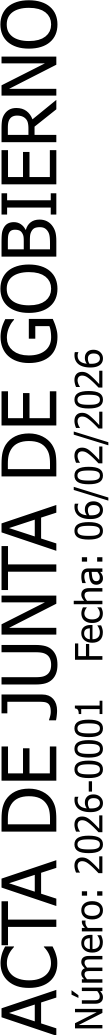 ACTA DE JUNTA DE GOBIERNO
Número: 2026-0001 Fecha: 06/02/2026